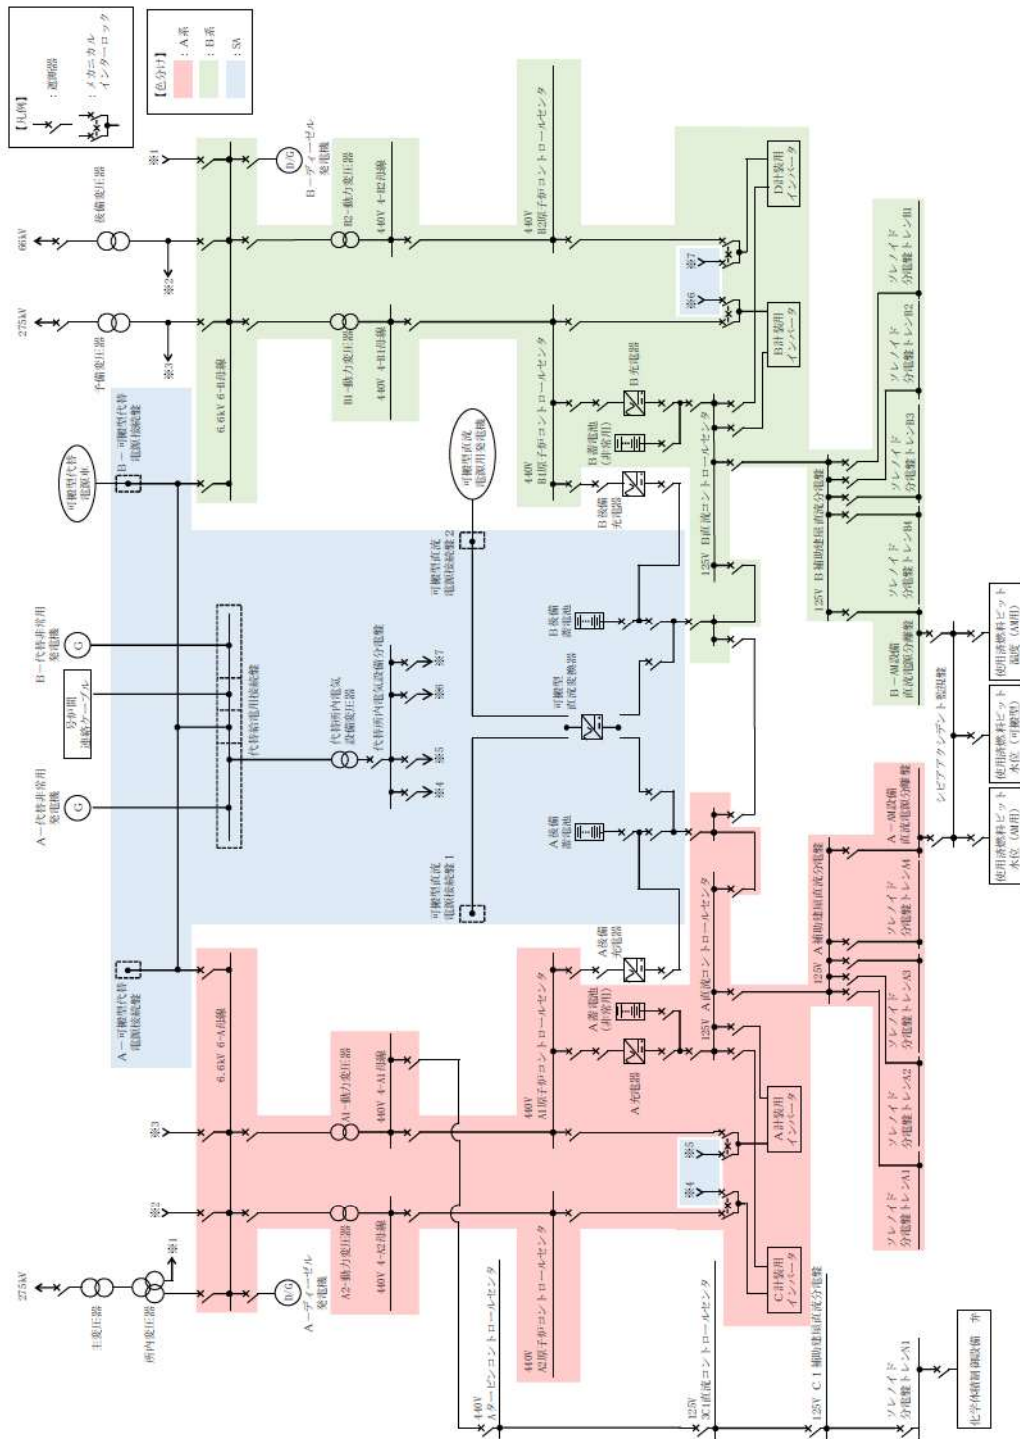 【凡例】
：遮断器
：メカニカル
インターロック
【色分け】
：A系
：B系
：SA
275kV
主変圧器
所内変圧器
※1
※2
※3
A－ディーゼル
発電機
D/G
6.6kV 6-A母線
A2-動力変圧器
A1-動力変圧器
440V 4-A2母線
440V 4-A1母線
440V
Aタービンコントロールセンタ
440V
A2原子炉コントロールセンタ
440V
A1原子炉コントロールセンタ
A充電器
A蓄電池
(非常用)
A後備
充電器
125V
3C1直流コントロールセンタ
125V A直流コントロールセンタ
※4
※5
C計装用
インバータ
A計装用
インバータ
125V C1補助建屋直流分電盤
125V A補助建屋直流分電盤
ソレノイド
分電盤トレンN1
化学体積制御設備 弁
ソレノイド
分電盤トレンA1
ソレノイド
分電盤トレンA2
ソレノイド
分電盤トレンA3
ソレノイド
分電盤トレンA4
A－AM設備
直流電源分離盤
A－代替非常用
発電機
G
号炉間
連絡ケーブル
B－代替非常用
発電機
G
可搬型代替
電源車
A－可搬型代替
電源接続盤
B－可搬型代替
電源接続盤
代替給電用接続盤
代替所内電気
設備変圧器
代替所内電気設備分電盤
※4
※5
※6
※7
可搬型直流
電源接続盤1
可搬型直流
電源接続盤2
可搬型直流
電源用発電機
A後備
蓄電池
可搬型
直流変換器
B後備
蓄電池
275kV
予備変圧器
※3
66kV
後備変圧器
※2
※1
6.6kV 6-B母線
D/G
B－ディーゼル
発電機
B1-動力変圧器
B2-動力変圧器
440V 4-B1母線
440V 4-B2母線
440V
B1原子炉コントロールセンタ
440V
B2原子炉コントロールセンタ
B後備
充電器
B蓄電池
(非常用)
B充電器
125V B直流コントロールセンタ
※6
※7
B計装用
インバータ
D計装用
インバータ
125V B補助建屋直流分電盤
B－AM設備
直流電源分離盤
ソレノイド
分電盤トレンB4
ソレノイド
分電盤トレンB3
ソレノイド
分電盤トレンB2
ソレノイド
分電盤トレンB1
シビアアクシデント監視盤
使用済燃料ピット
水位（AM用）
使用済燃料ピット
水位（可搬型）
使用済燃料ピット
温度（AM用）